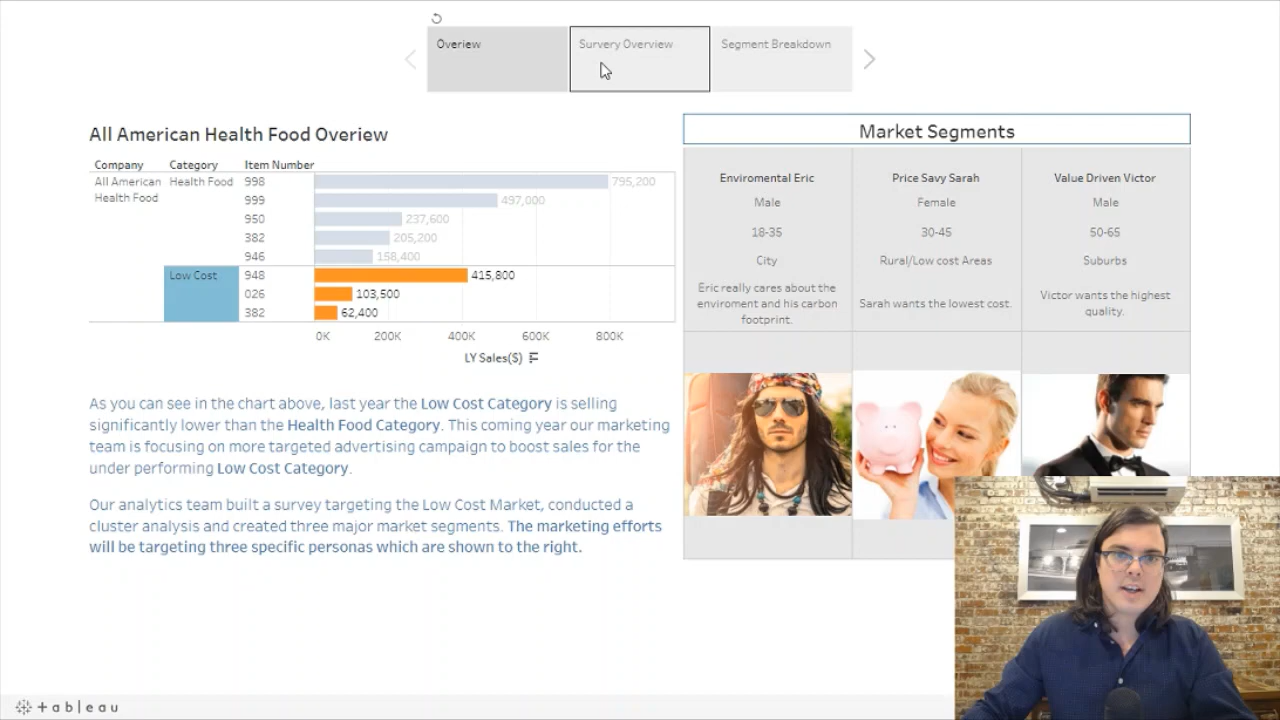 Overiew
Survery Overview
Segment Breakdown
All American Health Food Overiew
Company Category Item Number
All American Health Food 998 795,200
Health Food 999 497,000
950 237,600
382 205,200
946 158,400
Low Cost 948 415,800
026 103,500
382 62,400
0K 200K 400K 600K 800K
LY Sales($)
As you can see in the chart above, last year the Low Cost Category is selling
significantly lower than the Health Food Category. This coming year our marketing
team is focusing on more targeted advertising campaign to boost sales for the
under performing Low Cost Category.
Our analytics team built a survey targeting the Low Cost Market, conducted a
cluster analysis and created three major market segments. The marketing efforts
will be targeting three specific personas which are shown to the right.
Market Segments
Enviromental Eric Price Savy Sarah Value Driven Victor
Male Female Male
18-35 30-45 50-65
City Rural/Low cost Areas Suburbs
Eric really cares about the
enviroment and his carbon
footprint.
Sarah wants the lowest cost.
Victor wants the highest
quality.
+ableau